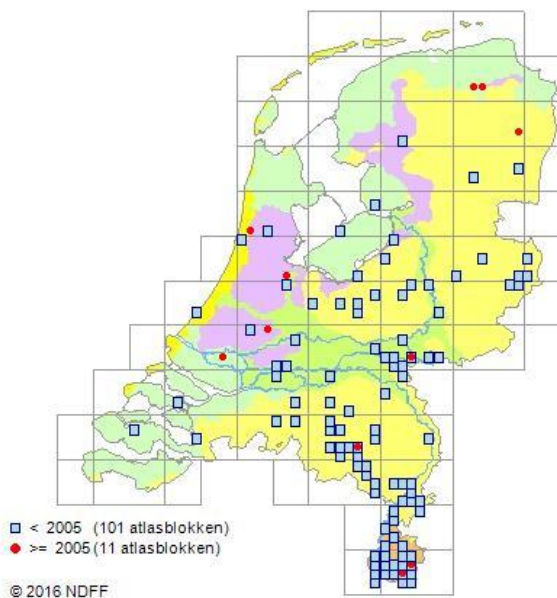 < 2005 (101 atlasblokken)
>= 2005 (11 atlasblokken)
© 2016 NDFF